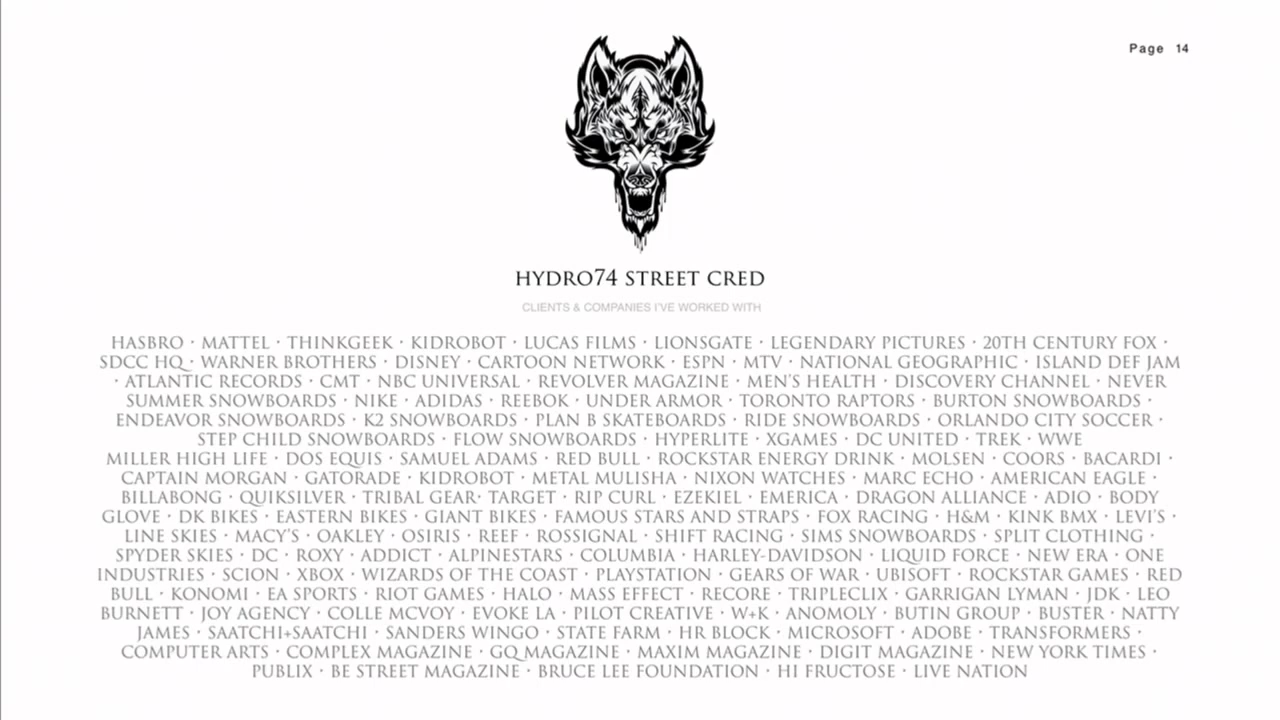 Page 14
HYDRO74 STREET CRED
CLIENTS & COMPANIES I'VE WORKED WITH
HASBRO · MATTEL · THINKGEEK · KIDROBOT · LUCAS FILMS · LIONSGATE · LEGENDARY PICTURES · 20TH CENTURY FOX ·
SDCC HQ · WARNER BROTHERS · DISNEY · CARTOON NETWORK · ESPN · MTV · NATIONAL GEOGRAPHIC · ISLAND DEF JAM
· ATLANTIC RECORDS · CMT · NBC UNIVERSAL · REVOLVER MAGAZINE · MEN'S HEALTH · DISCOVERY CHANNEL · NEVER
SUMMER SNOWBOARDS · NIKE · ADIDAS · REEBOK · UNDER ARMOR · TORONTO RAPTORS · BURTON SNOWBOARDS ·
ENDEAVOR SNOWBOARDS · K2 SNOWBOARDS · PLAN B SKATEBOARDS · RIDE SNOWBOARDS · ORLANDO CITY SOCCER ·
STEP CHILD SNOWBOARDS · FLOW SNOWBOARDS · HYPERLITE · XGAMES · DC UNITED · TREK · WWE
MILLER HIGH LIFE · DOS EQUIS · SAMUEL ADAMS · RED BULL · ROCKSTAR ENERGY DRINK · MOLSEN · COORS · BACARDI ·
CAPTAIN MORGAN · GATORADE · KIDROBOT · METAL MULISHA · NIXON WATCHES · MARC ECHO · AMERICAN EAGLE ·
BILLABONG · QUIKSILVER · TRIBAL GEAR· TARGET · RIP CURL · EZEKIEL · EMERICA · DRAGON ALLIANCE · ADIO · BODY
GLOVE · DK BIKES · EASTERN BIKES · GIANT BIKES · FAMOUS STARS AND STRAPS · FOX RACING · H&M · KINK BMX · LEVI'S ·
LINE SKIES · MACY'S · OAKLEY · OSIRIS · REEF · ROSSIGNAL · SHIFT RACING · SIMS SNOWBOARDS · SPLIT CLOTHING ·
SPYDER SKIES · DC · ROXY · ADDICT · ALPINESTARS · COLUMBIA · HARLEY-DAVIDSON · LIQUID FORCE · NEW ERA · ONE
INDUSTRIES · SCION · XBOX · WIZARDS OF THE COAST · PLAYSTATION · GEARS OF WAR · UBISOFT · ROCKSTAR GAMES · RED
BULL · KONOMI · EA SPORTS · RIOT GAMES · HALO · MASS EFFECT · RECORE · TRIPLECLIX · GARRIGAN LYMAN · JDK · LEO
BURNETT · JOY AGENCY · COLLE MCVOY · EVOKE LA · PILOT CREATIVE · W+K · ANOMOLY · BUTIN GROUP · BUSTER · NATTY
JAMES · SAATCHI+SAATCHI · SANDERS WINGO · STATE FARM · HR BLOCK · MICROSOFT · ADOBE · TRANSFORMERS ·
COMPUTER ARTS · COMPLEX MAGAZINE · GQ MAGAZINE · MAXIM MAGAZINE · DIGIT MAGAZINE · NEW YORK TIMES ·
PUBLIX · BE STREET MAGAZINE · BRUCE LEE FOUNDATION · HI FRUCTOSE · LIVE NATION